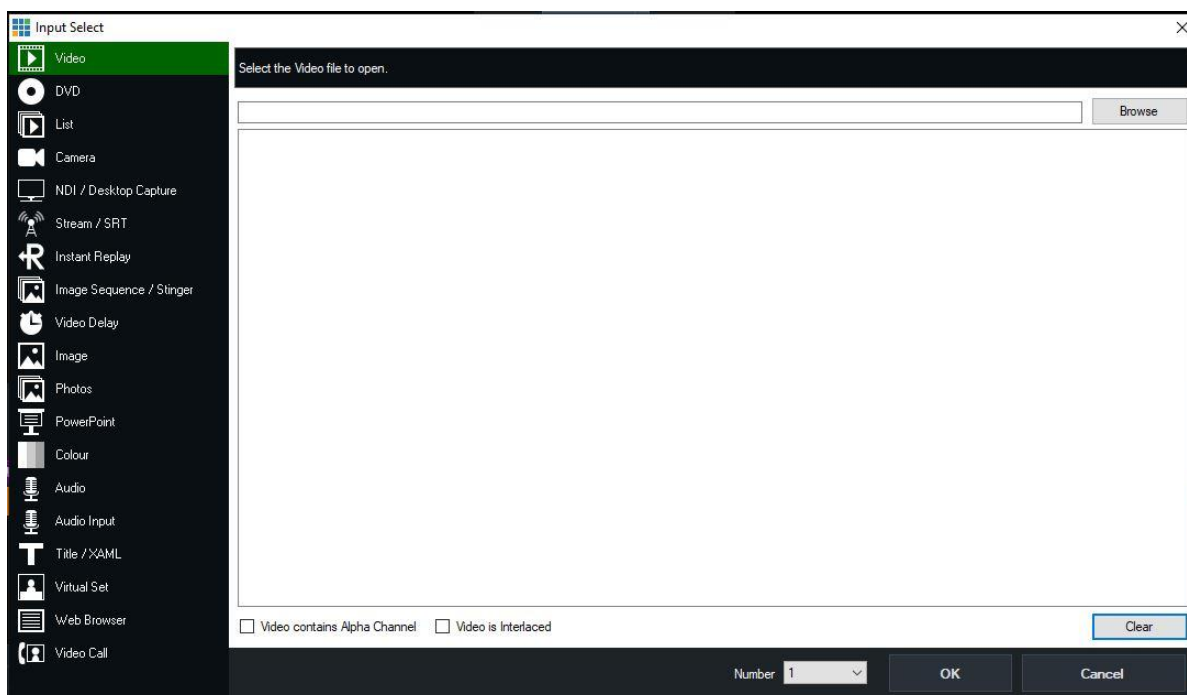 Input Select
Video
DVD
List
Camera
NDI / Desktop Capture
Stream / SRT
Instant Replay
Image Sequence / Stinger
Video Delay
Image
Photos
PowerPoint
Colour
Audio
Audio Input
Title / XAML
Virtual Set
Web Browser
Video Call
Select the Video file to open.
Browse
Video contains Alpha Channel
Video is Interlaced
Clear
Number 1
OK
Cancel